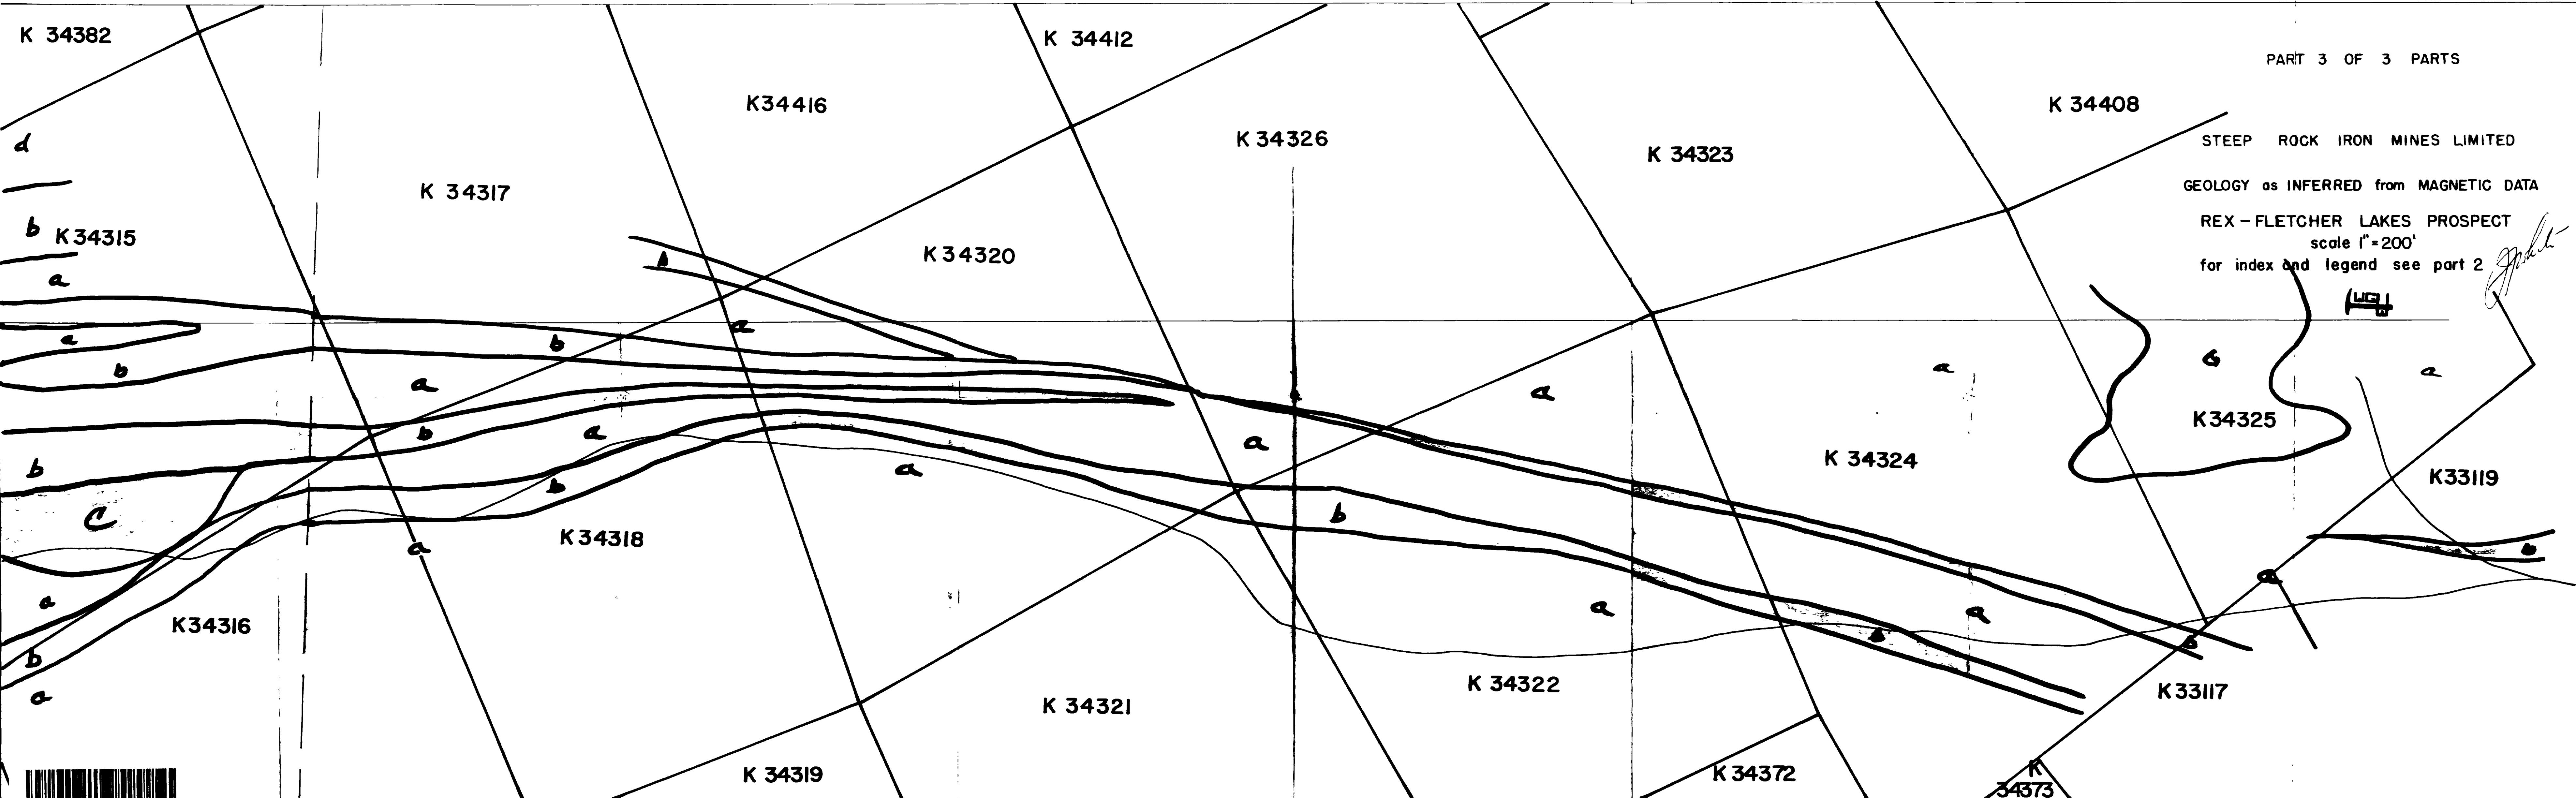 K 34382
K 34412
PART 3 OF 3 PARTS
K34416
K 34408
d
K 34326
STEEP ROCK IRON MINES LIMITED
K 34323
K 34317
GEOLOGY as INFERRED from MAGNETIC DATA
REX-FLETCHER LAKES PROSPECT
b
K34315
scale 1"=200'
K 34320
b
for index and legend see part 2
a
a
a
b
G
a
b
a
a
a
a
K34325
b
a
a
b
a
K 34324
K33119
C
b
b
K34318
a
b
a
a
a
a
K34316
b
b
b
a
K 34322
K33117
K 34321
K 34319
K 34372
K
34373